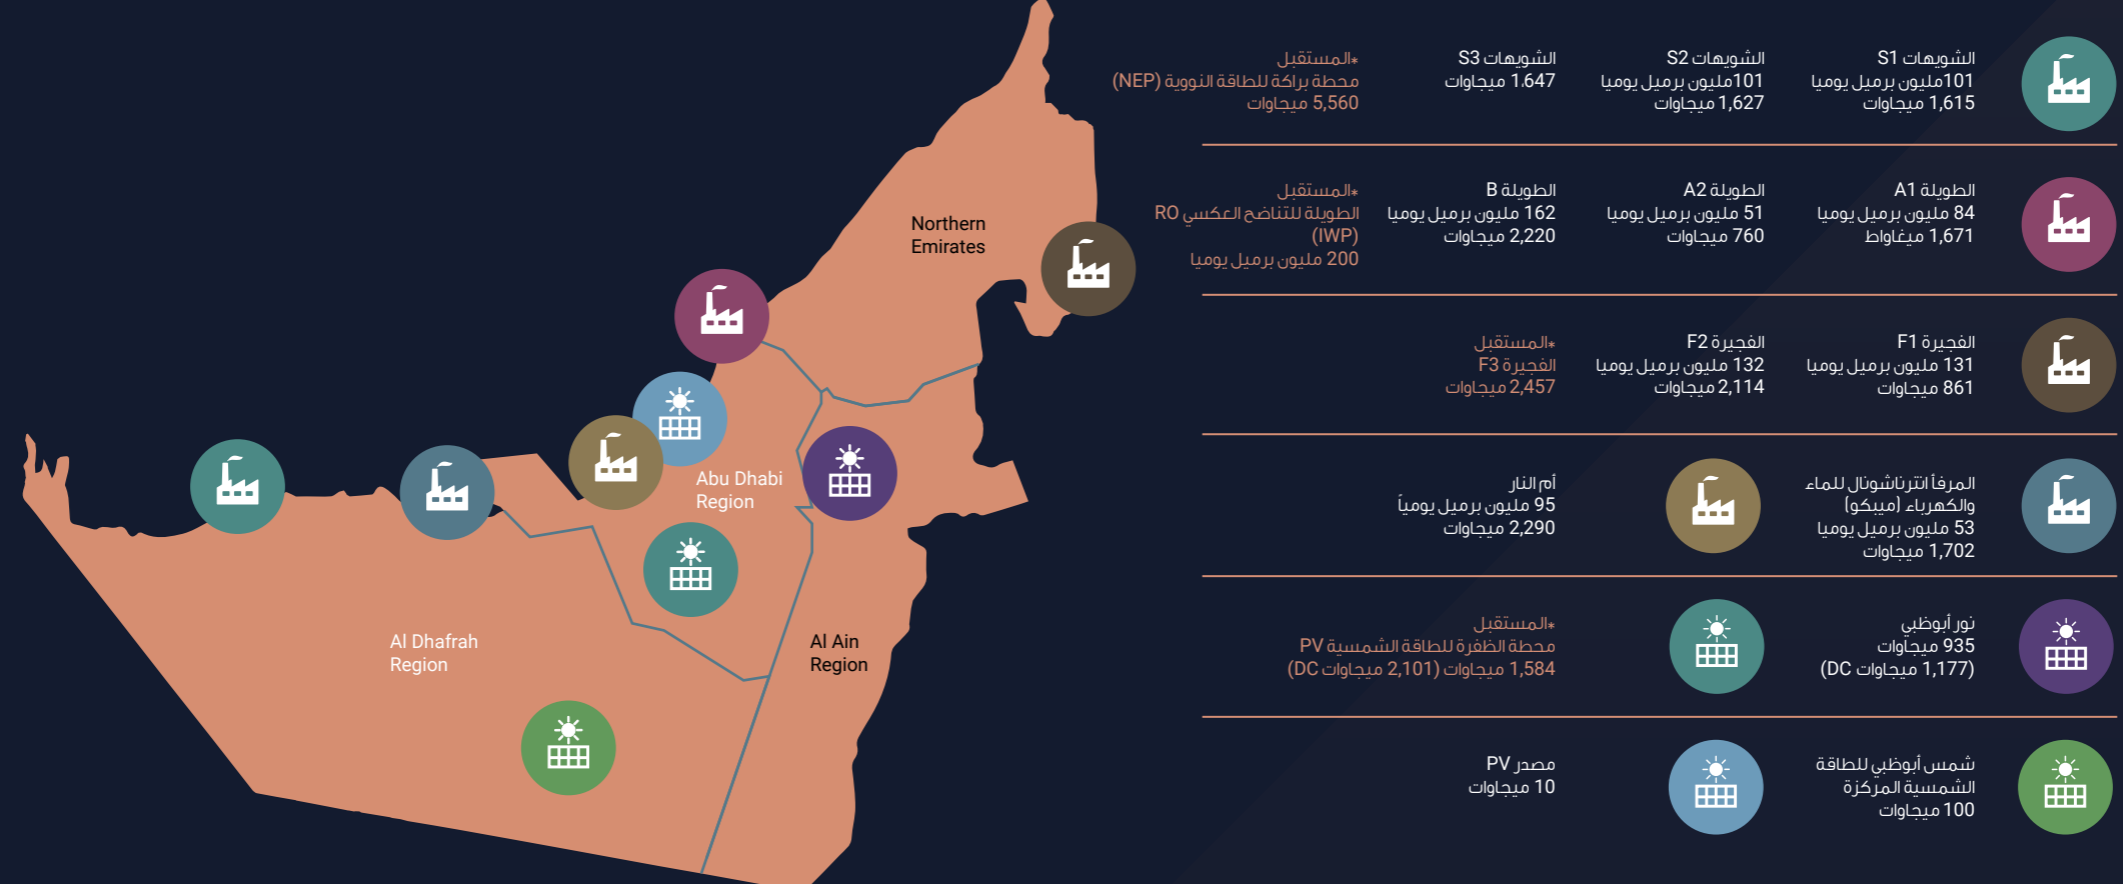 Northern
Emirates
Abu Dhabi
Region
Al Dhafrah
Region
Al Ain
Region
الشويهات S1
101مليون برميل يوميا
1,615 ميجاوات
الشويهات S2
101مليون برميل يوميا
1,627 ميجاوات
الشويهات S3
1،647 ميجاوات
*المستقبل
محطة براكة للطاقة النووية (NEP)
5,560 ميجاوات
الطويلة A1
84 مليون برميل يوميا
1,671 ميغاواط
الطويلة A2
51 مليون برميل يوميا
760 ميجاوات
الطويلة B
162 مليون برميل يوميا
2,220 ميجاوات
*المستقبل
الطويلة للتناضح العكسي RO
(IWP)
200 مليون برميل يوميا
الفجيرة F1
131 مليون برميل يوميا
861 ميجاوات
الفجيرة F2
132 مليون برميل يوميا
2,114 ميجاوات
*المستقبل
الفجيرة F3
2,457 ميجاوات
المرفأ انترناشونال للماء
والكهرباء (ميبكو)
53 مليون برميل يوميا
1,702 ميجاوات
أم النار
95 مليون برميل يومياً
2,290 ميجاوات
نور أبوظبي
935 ميجاوات
(1,177 ميجاوات DC)
*المستقبل
محطة الظفرة للطاقة الشمسية PV
1,584 ميجاوات (2,101 ميجاوات DC)
شمس أبوظبي للطاقة
الشمسية المركزة
100 ميجاوات
مصدر PV
10 ميجاوات